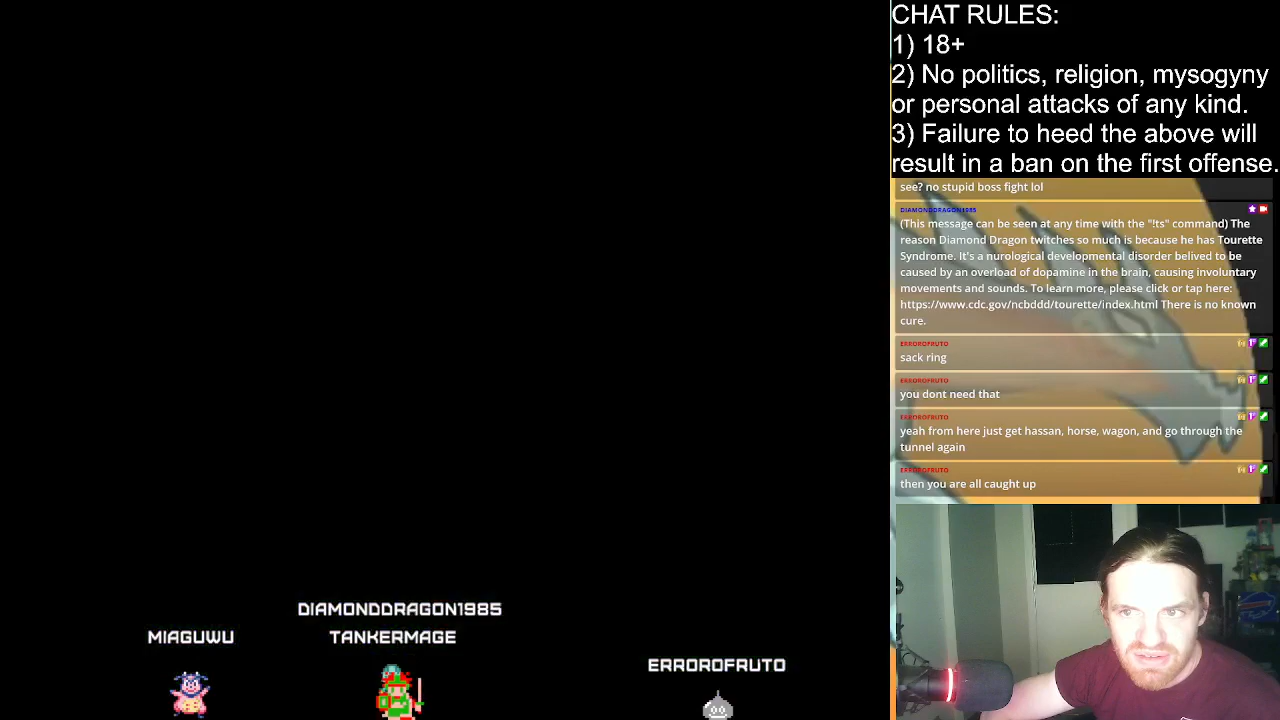 CHAT RULES:
1) 18+
2) No politics, religion, mysogyny
or personal attacks of any kind.
3) Failure to heed the above will
result in a ban on the first offense.
see? no stupid boss fight lol
DIAMONDDRAGON1985
(This message can be seen at any time with the "!ts" command) The
reason Diamond Dragon twitches so much is because he has Tourette
Syndrome. It's a nurological developmental disorder belived to be
caused by an overload of dopamine in the brain, causing involuntary
movements and sounds. To learn more, please click or tap here:
https://www.cdc.gov/ncbddd/tourette/index.html There is no known
cure.
ERROROFRUTO
sack ring
ERROROFRUTO
you dont need that
ERROROFRUTO
yeah from here just get hassan, horse, wagon, and go through the
tunnel again
ERROROFRUTO
then you are all caught up
DIAMONDDRAGON1985
MIAGUWU
TANKERMAGE
ERROROFRUTO